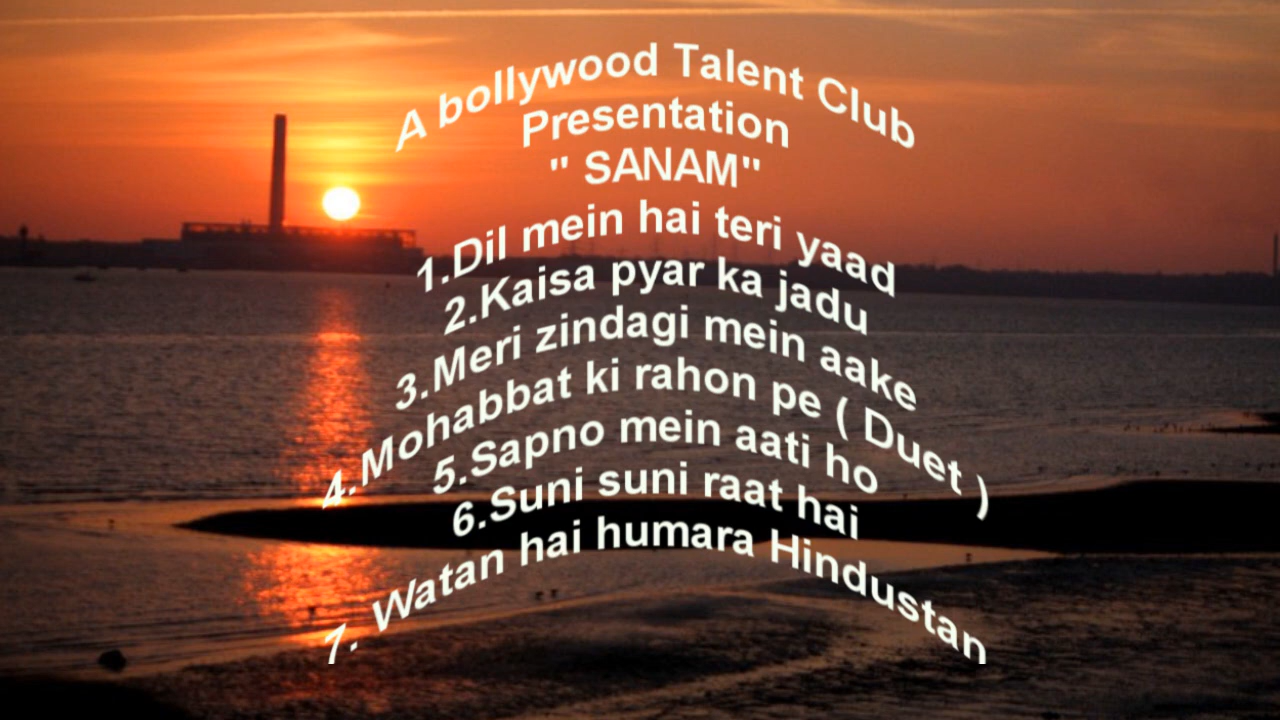 A bollywood Talent Club
Presentation
" SANAM"
1.Dil mein hai teri yaad
2.Kaisa pyar ka jadu
3.Meri zindagi mein aake
4.Mohabbat ki rahon pe ( Duet )
5.Sapno mein aati ho
6.Suni suni raat hai
7. Watan hai humara Hindustan